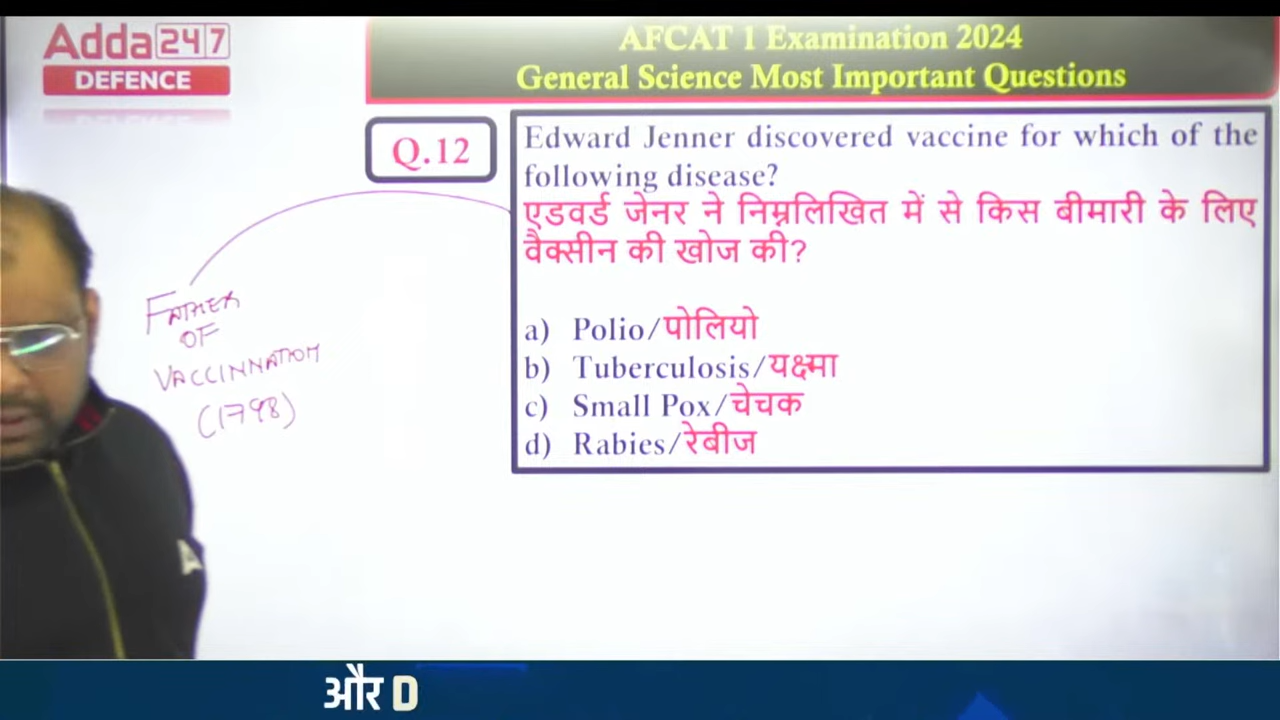 Adda247
DEFENCE
AFCAT 1 Examination 2024
General Science Most Important Questions
Q.12
Edward Jenner discovered vaccine for which of the
following disease?
एडवर्ड जेनर ने निम्नलिखित में से किस बीमारी के लिए
वैक्सीन की खोज की?
a) Polio/पोलियो
b) Tuberculosis/यक्ष्मा
c) Small Pox/चेचक
d) Rabies/रेबीज
FATHER
OF
VACCINNATION
(1798)
और D